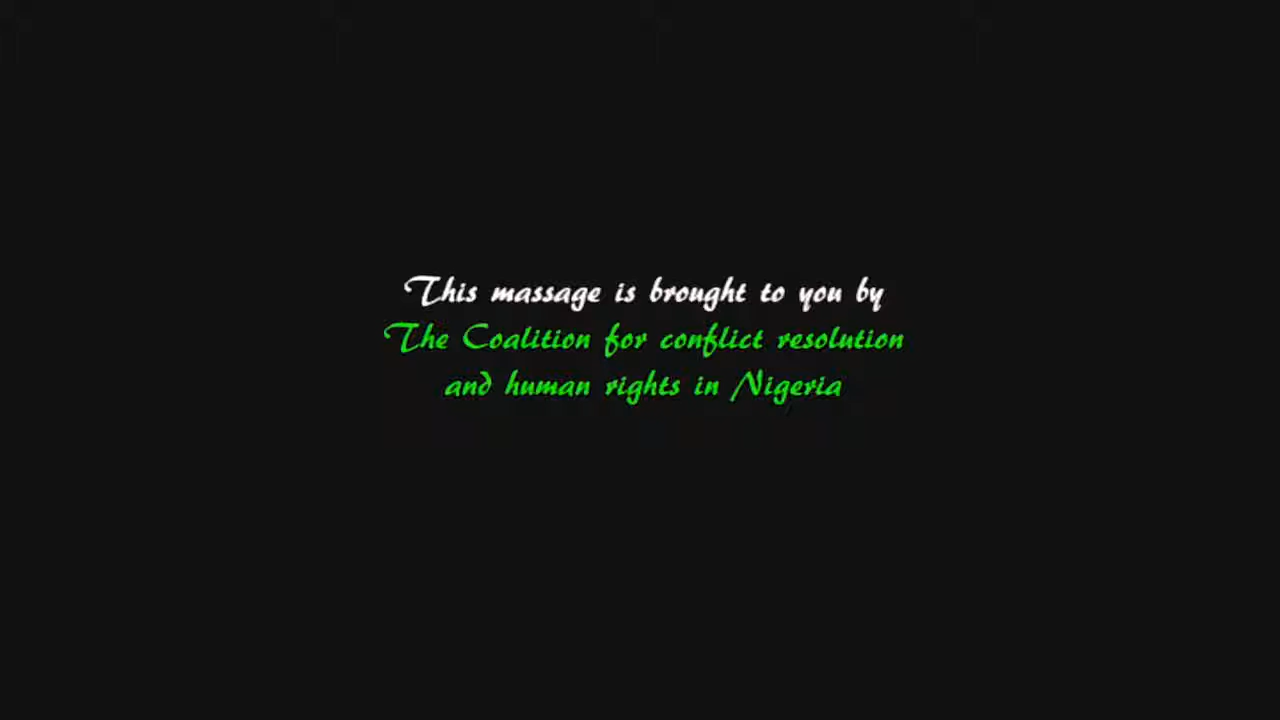 This massage is brought to you by
The Coalition for conflict resolution
and human rights in Nigeria